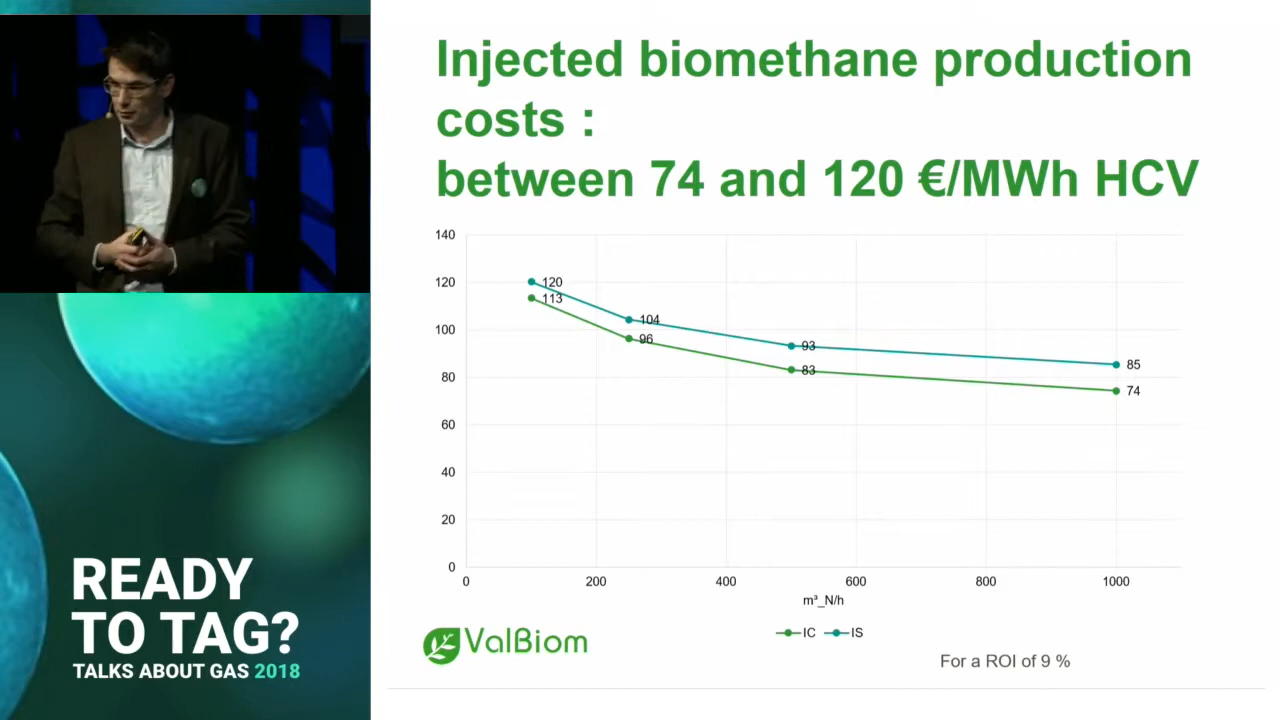 Injected biomethane production
costs :
between 74 and 120 €/MWh HCV
140
120
100
80
60
40
20
0
0 200 400 600 800 1000
120
113
104
96
93
83
85
74
m³_N/h
IC IS
ValBiom
For a ROI of 9 %
READY
TO TAG?
TALKS ABOUT GAS 2018